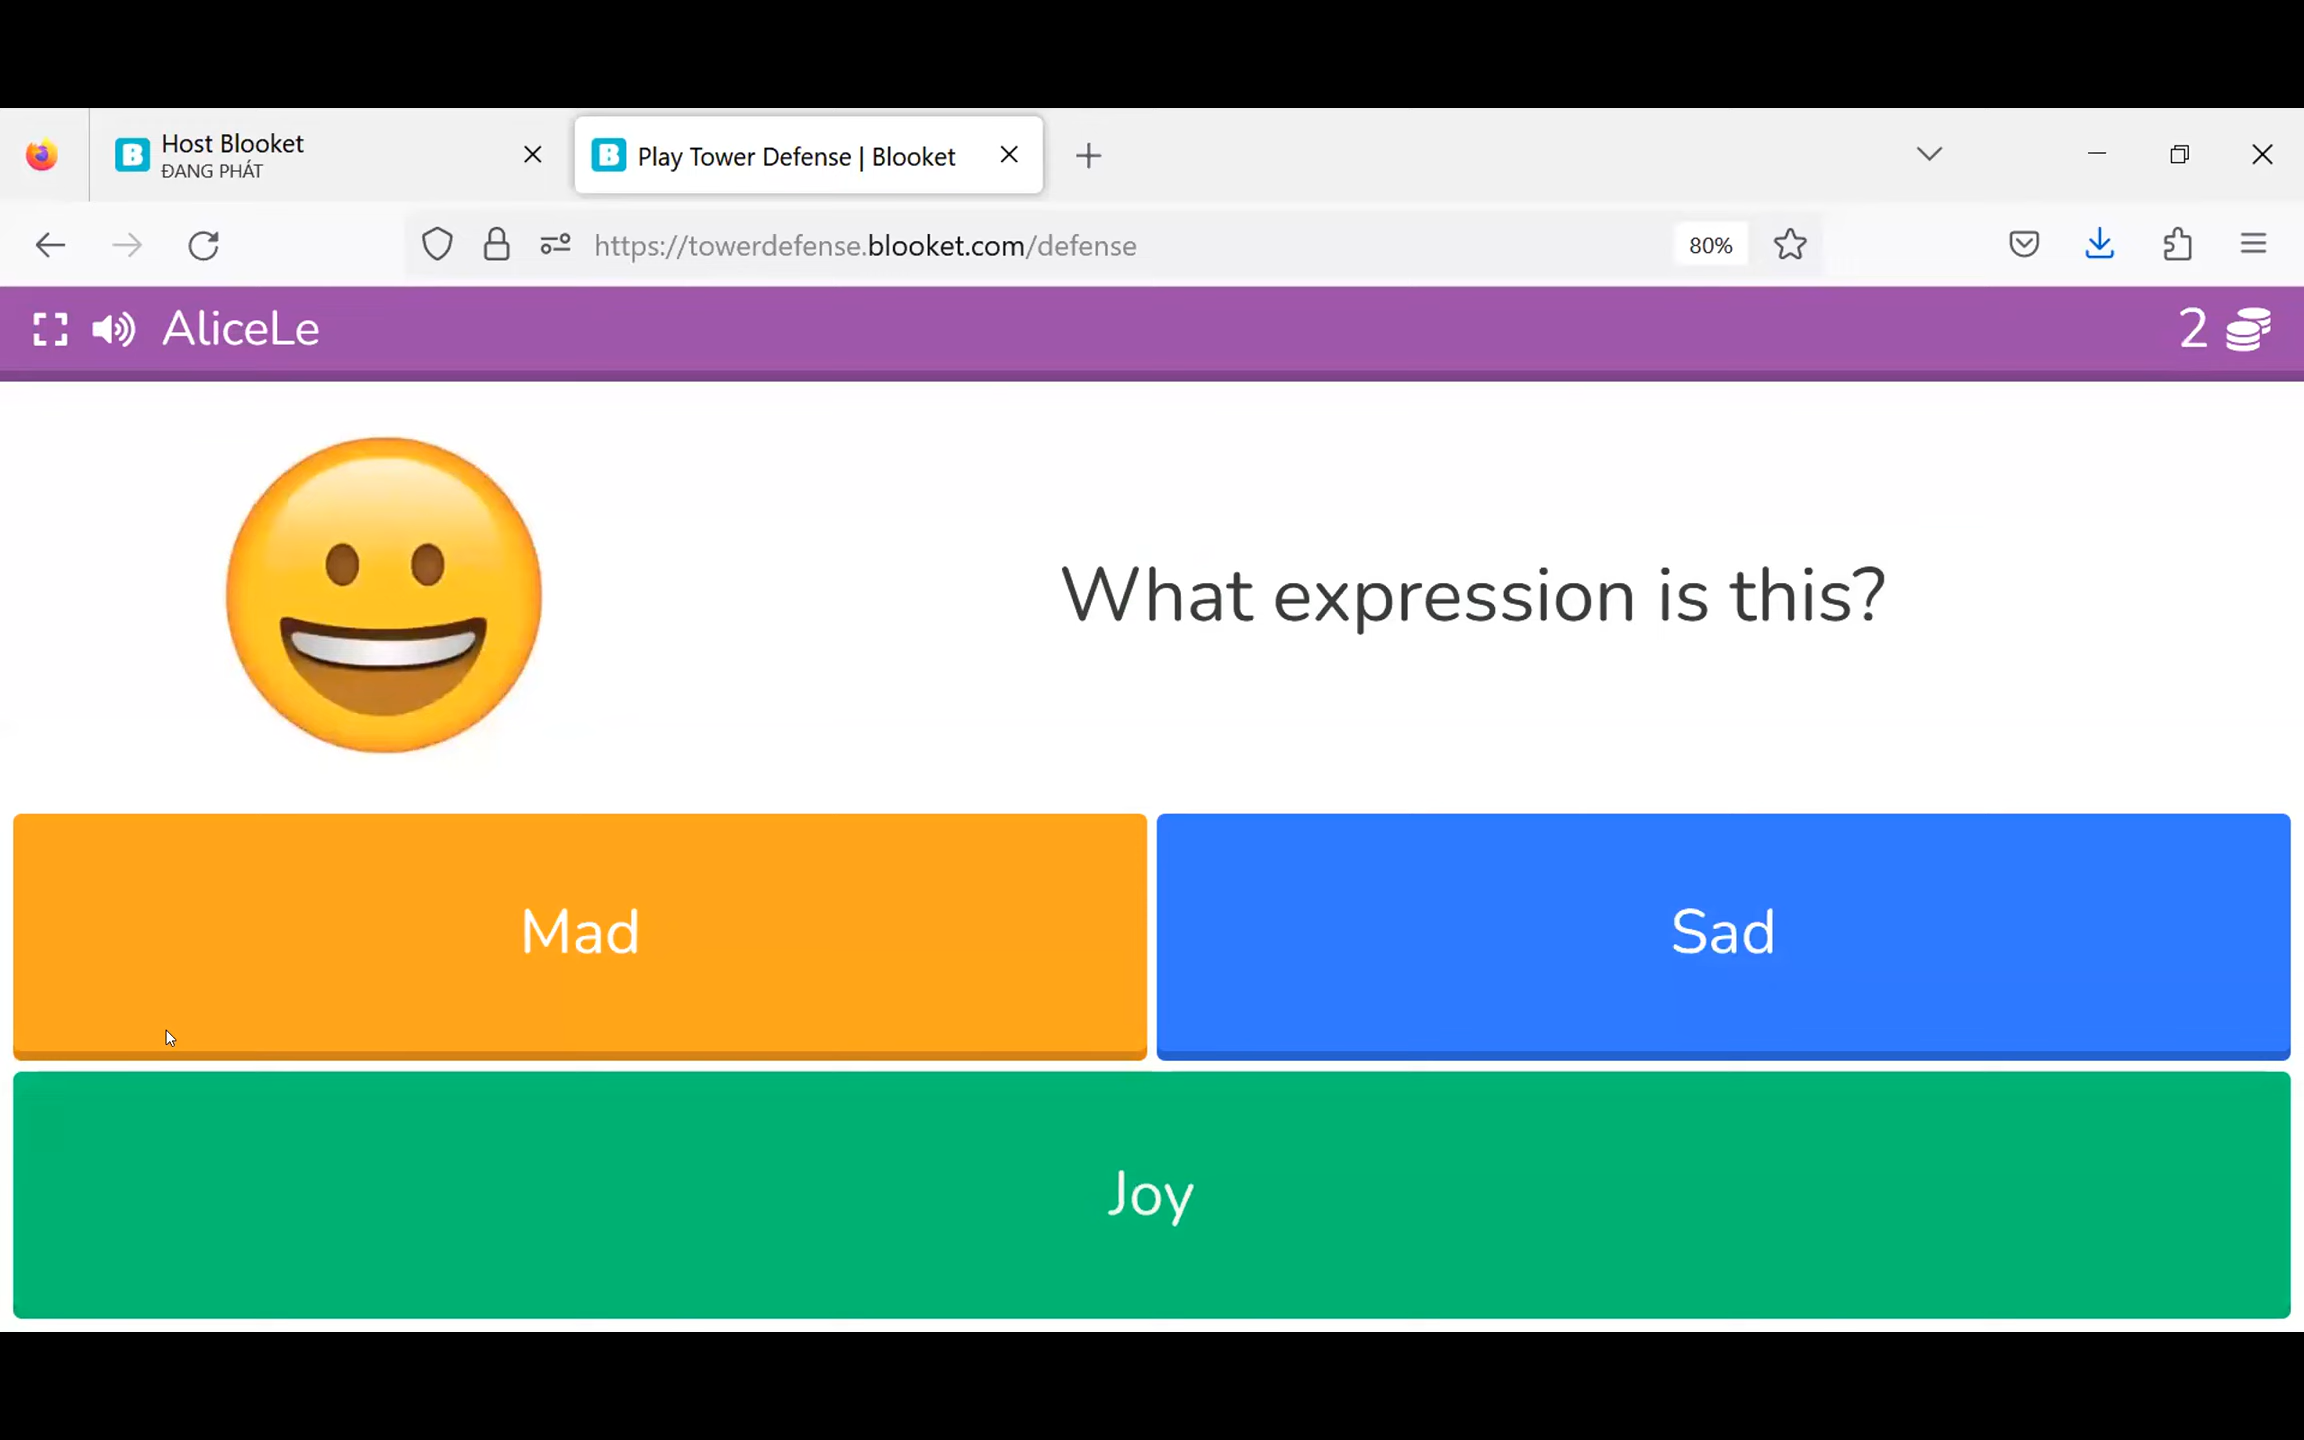 Host Blooket
ĐANG PHÁT
B Play Tower Defense | Blooket
https://towerdefense.blooket.com/defense
80%
AliceLe
2
What expression is this?
Mad
Sad
Joy